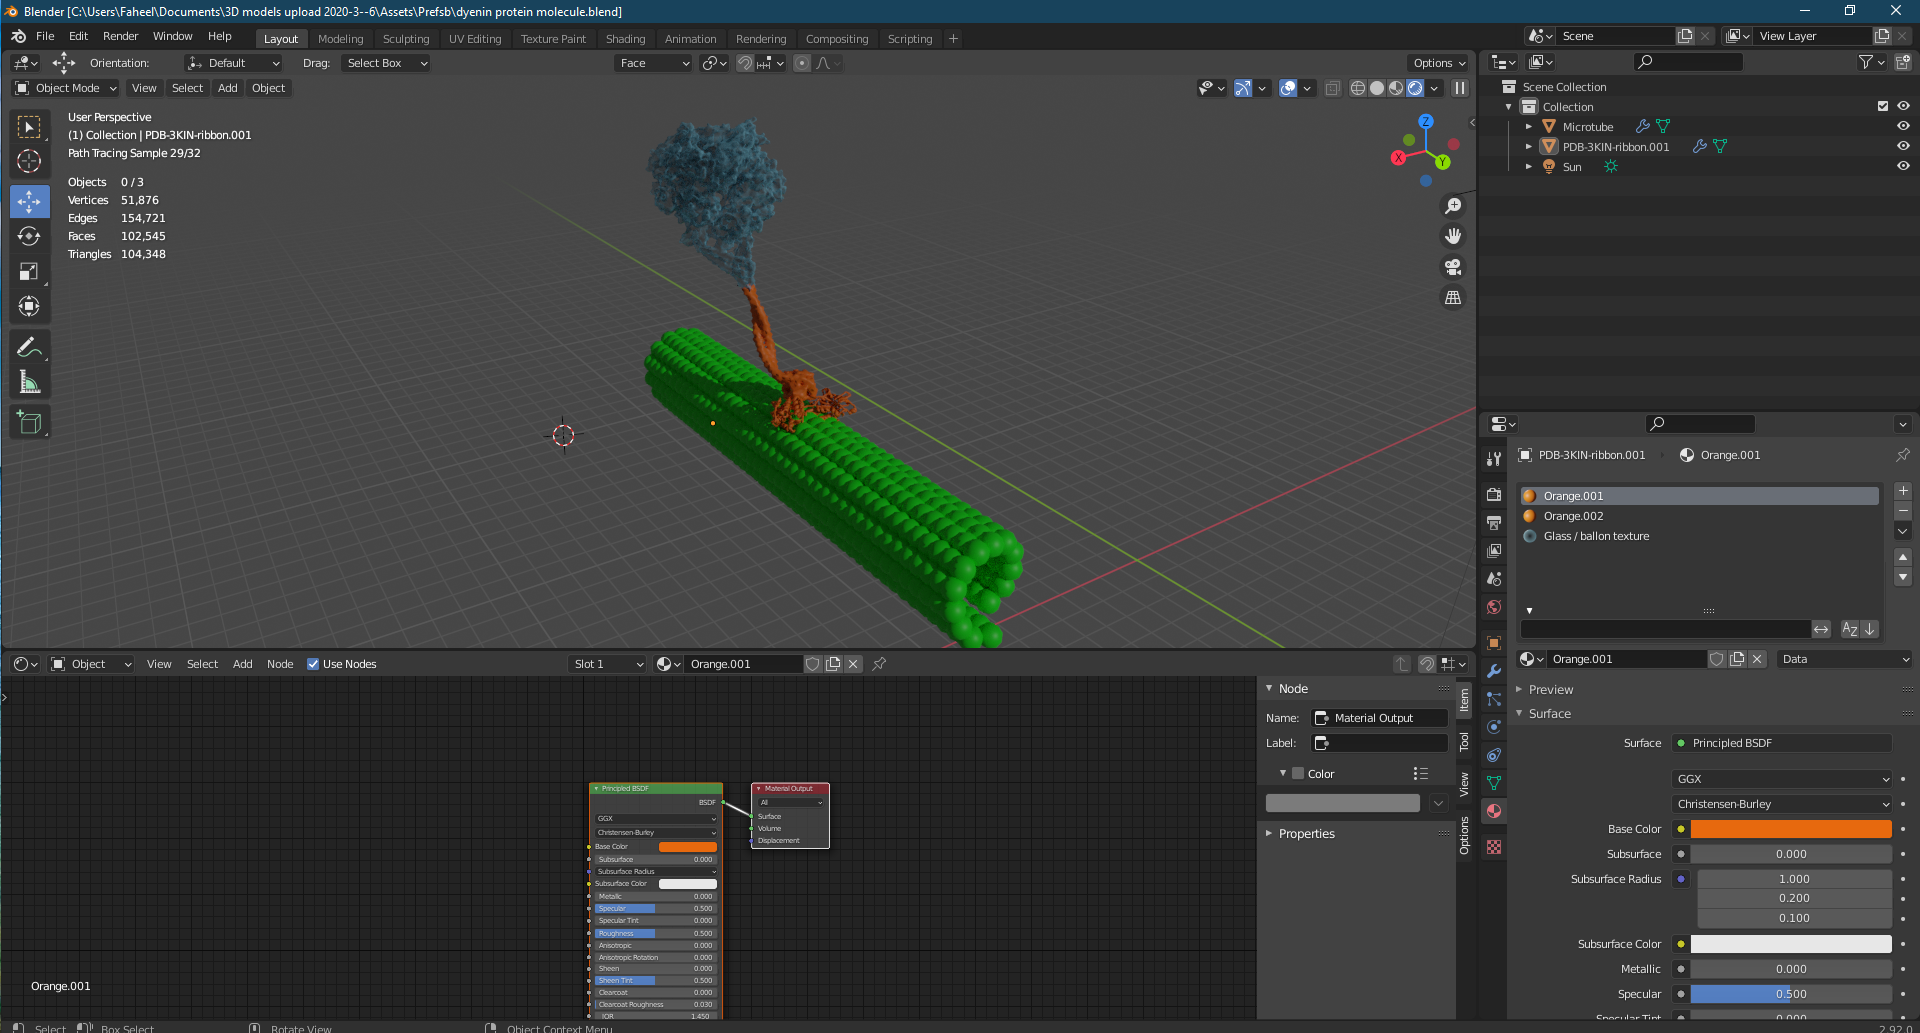 Blender [C:\Users\Faheel\Documents\3D models upload 2020-3--6\Assets\Prefsb\dyenin protein molecule.blend]
File Edit Render Window Help Layout Modeling Sculpting UV Editing Texture Paint Shading Animation Rendering Compositing Scripting + Scene View Layer
Orientation: Default Drag: Select Box Face Options
Object Mode View Select Add Object
User Perspective
(1) Collection | PDB-3KIN-ribbon.001
Path Tracing Sample 29/32
Objects 0 / 3
Vertices 51,876
Edges 154,721
Faces 102,545
Triangles 104,348
Z
X
Y
Scene Collection
Collection
Microtube
PDB-3KIN-ribbon.001
Sun
PDB-3KIN-ribbon.001 Orange.001
Orange.001
Orange.002
Glass / ballon texture
Orange.001 Data
Preview
Surface
Surface Principled BSDF
GGX
Christensen-Burley
Base Color
Subsurface 0.000
Subsurface Radius 1.000
0.200
0.100
Subsurface Color
Metallic 0.000
Specular 0.500
Specular Tint 0.000
Object View Select Add Node Use Nodes Slot 1 Orange.001
Node
Name: Material Output
Label:
Color
Properties
Item
Tool
View
Options
Principled BSDF
BSDF
GGX
Christensen-Burley
Base Color
Subsurface 0.000
Subsurface Radius
Subsurface Color
Metallic 0.000
Specular 0.500
Specular Tint 0.000
Roughness 0.500
Anisotropic 0.000
Anisotropic Rotation 0.000
Sheen 0.000
Sheen Tint 0.500
Clearcoat 0.000
Clearcoat Roughness 0.030
IOR 1.450
Material Output
All
Surface
Volume
Displacement
Orange.001
Select Box Select Rotate View Object Context Menu 2.92.0